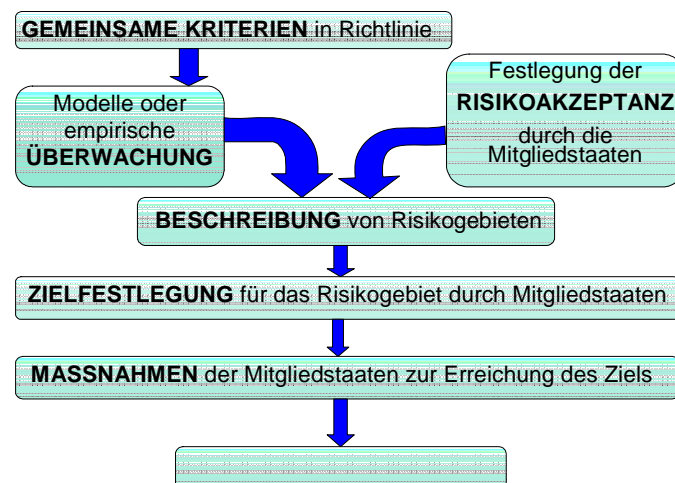 GEMEINSAME KRITERIEN in Richtlinie
Modelle oder
empirische
ÜBERWACHUNG
Festlegung der
RISIKOAKZEPTANZ
durch die
Mitgliedstaaten
BESCHREIBUNG von Risikogebieten
ZIELFESTLEGUNG für das Risikogebiet durch Mitgliedstaaten
MASSNAHMEN der Mitgliedstaaten zur Erreichung des Ziels